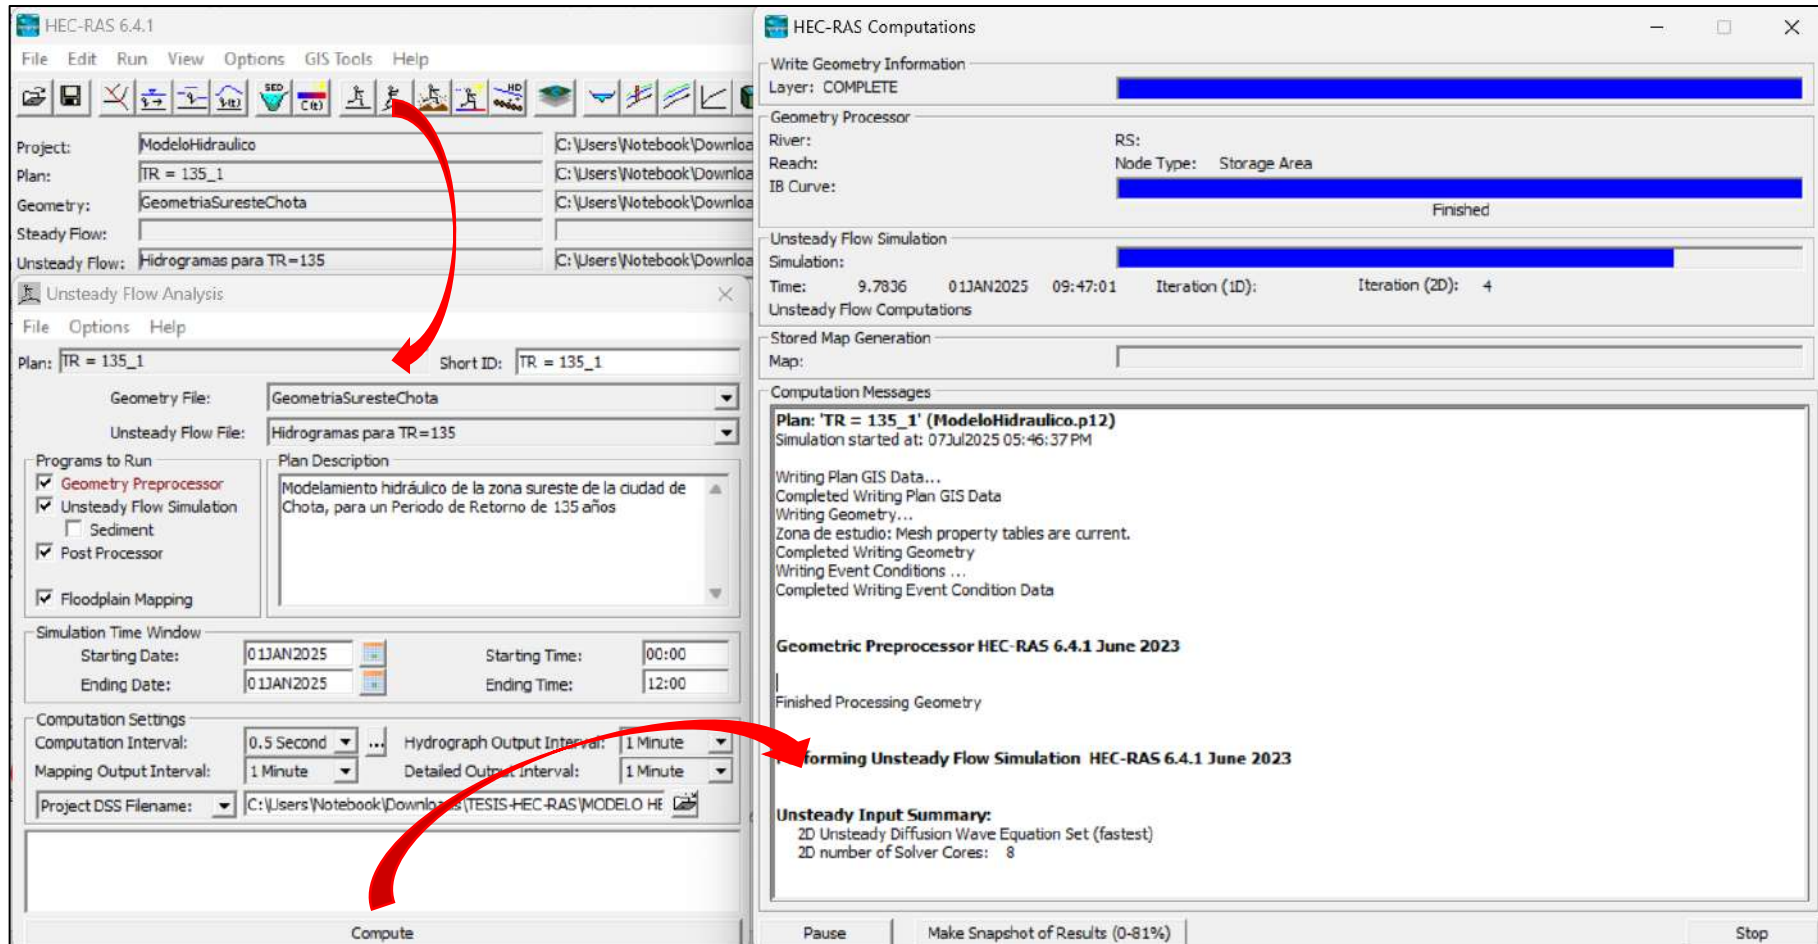 HEC-RAS 6.4.1
File Edit Run View Options GIS Tools Help
SED
HD
S(t)
C(t)
Project: ModeloHidraulico C:\Users\Notebook\Downloa
Plan: TR = 135_1 C:\Users\Notebook\Downloa
Geometry: GeometriaSuresteChota C:\Users\Notebook\Downloa
Steady Flow:
Unsteady Flow: Hidrogramas para TR=135 C:\Users\Notebook\Downloa
Unsteady Flow Analysis
File Options Help
Plan: TR = 135_1 Short ID: TR = 135_1
Geometry File: GeometriaSuresteChota
Unsteady Flow File: Hidrogramas para TR=135
Programs to Run
Geometry Preprocessor
Unsteady Flow Simulation
Sediment
Post Processor
Floodplain Mapping
Plan Description
Modelamiento hidráulico de la zona sureste de la ciudad de
Chota, para un Periodo de Retorno de 135 años
Simulation Time Window
Starting Date: 01JAN2025 Starting Time: 00:00
Ending Date: 01JAN2025 Ending Time: 12:00
Computation Settings
Computation Interval: 0.5 Second ... Hydrograph Output Interval: 1 Minute
Mapping Output Interval: 1 Minute Detailed Output Interval: 1 Minute
Project DSS Filename: C:\Users\Notebook\Downloads\TESIS-HEC-RAS\MODELO HE
Compute
HEC-RAS Computations
Write Geometry Information
Layer: COMPLETE
Geometry Processor
River: RS:
Reach: Node Type: Storage Area
IB Curve:
Finished
Unsteady Flow Simulation
Simulation:
Time: 9.7836 01JAN2025 09:47:01 Iteration (1D): Iteration (2D): 4
Unsteady Flow Computations
Stored Map Generation
Map:
Computation Messages
Plan: 'TR = 135_1' (ModeloHidraulico.p12)
Simulation started at: 07Jul2025 05:46:37 PM
Writing Plan GIS Data...
Completed Writing Plan GIS Data
Writing Geometry...
Zona de estudio: Mesh property tables are current.
Completed Writing Geometry
Writing Event Conditions ...
Completed Writing Event Condition Data
Geometric Preprocessor HEC-RAS 6.4.1 June 2023
Finished Processing Geometry
forming Unsteady Flow Simulation HEC-RAS 6.4.1 June 2023
Unsteady Input Summary:
2D Unsteady Diffusion Wave Equation Set (fastest)
2D number of Solver Cores: 8
Pause Make Snapshot of Results (0-81%) Stop